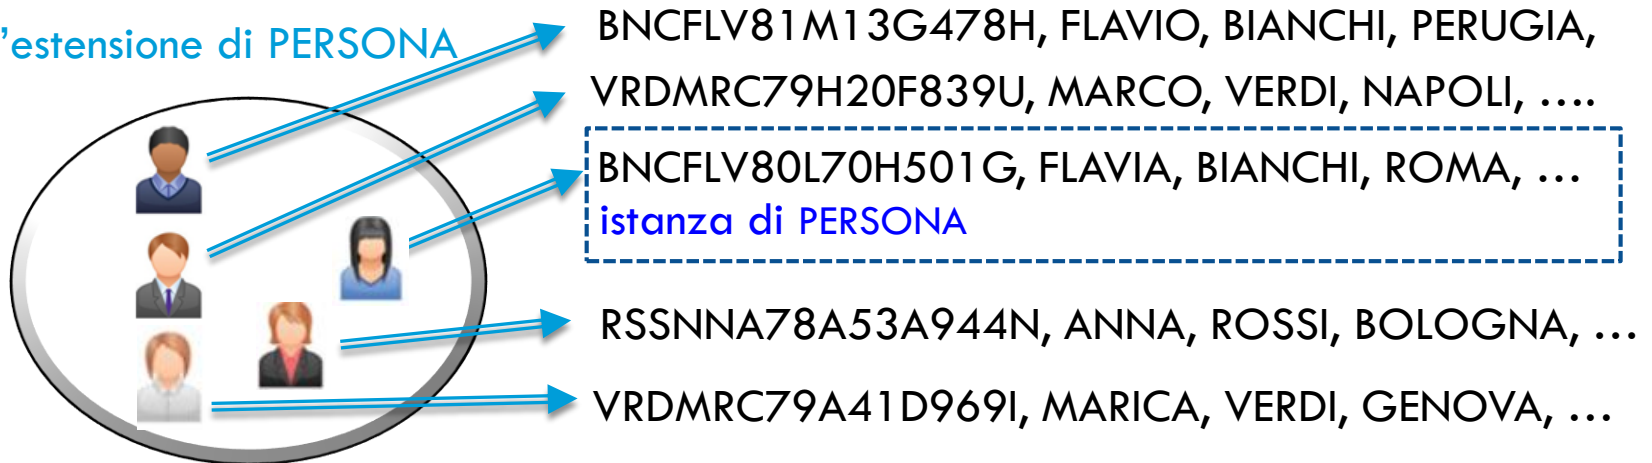 ’estensione di PERSONA
BNCFLV81M13G478H, FLAVIO, BIANCHI, PERUGIA,
VRDMRC79H20F839U, MARCO, VERDI, NAPOLI, ….
BNCFLV80L70H501G, FLAVIA, BIANCHI, ROMA, …
istanza di PERSONA
RSSNNA78A53A944N, ANNA, ROSSI, BOLOGNA, …
VRDMRC79A41D969I, MARICA, VERDI, GENOVA, …